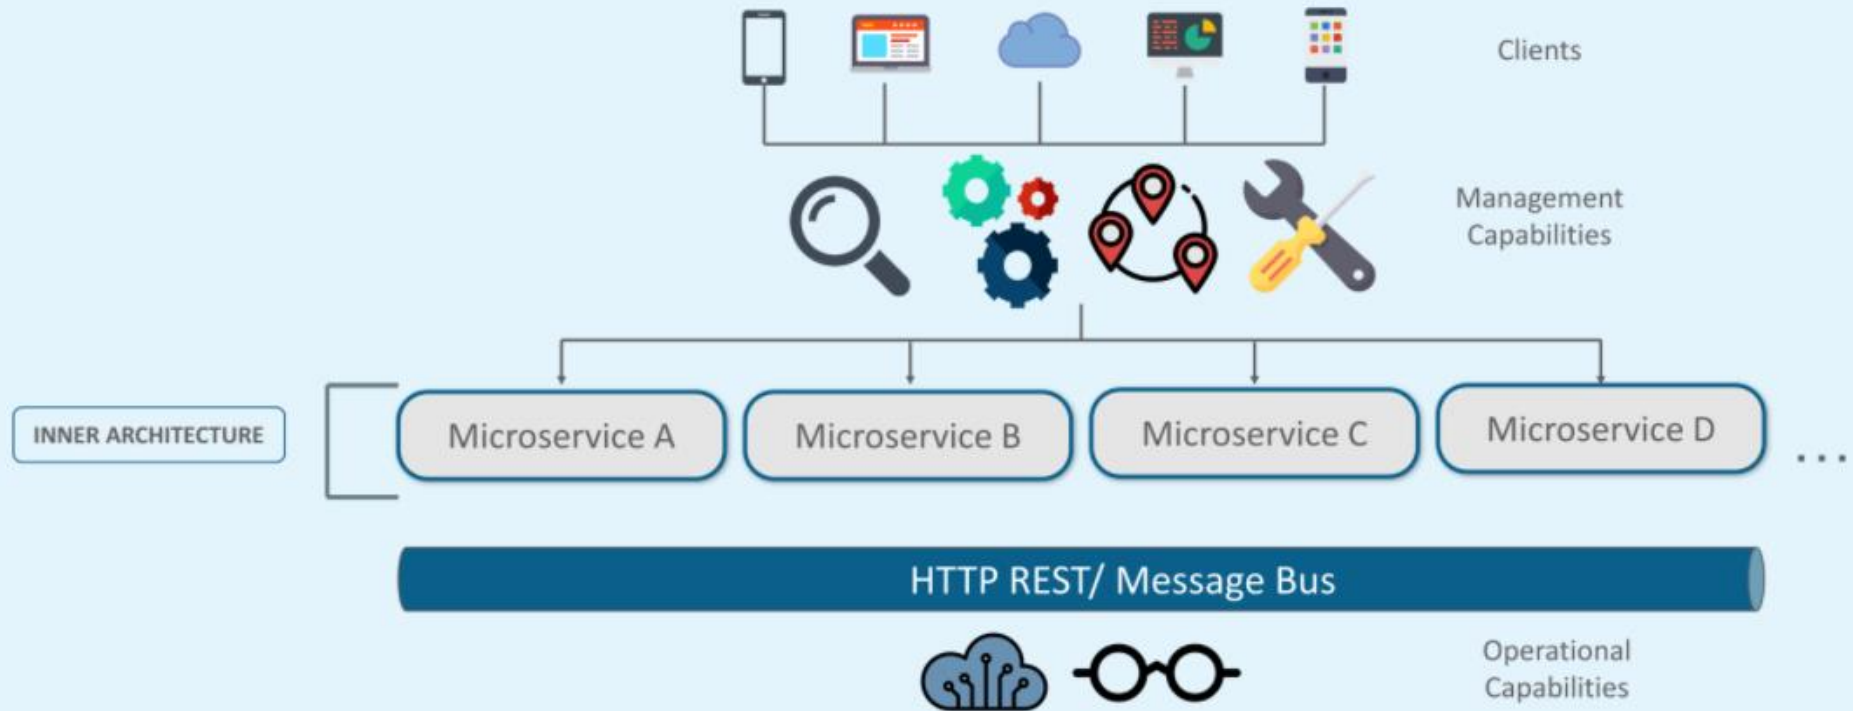 Clients
Management
Capabilities
INNER ARCHITECTURE
Microservice A
Microservice B
Microservice C
Microservice D
...
HTTP REST/ Message Bus
Operational
Capabilities